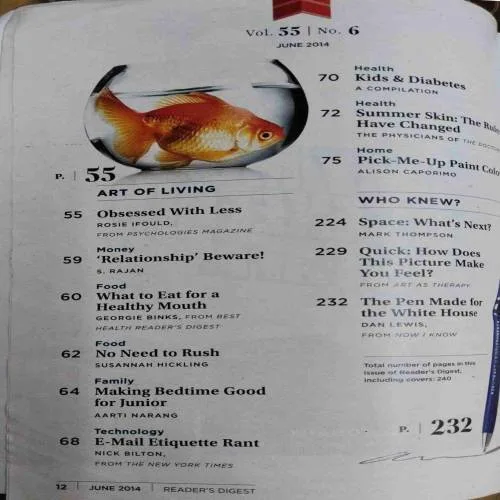 Vol. 55 | No. 6
JUNE 2014
P. | 55
ART OF LIVING
55 Obsessed With Less
ROSIE IFOULD,
FROM PSYCHOLOGIES MAGAZINE
Money
59 ‘Relationship’ Beware!
S. RAJAN
Food
60 What to Eat for a
Healthy Mouth
GEORGIE BINKS, FROM BEST
HEALTH READER'S DIGEST
Food
62 No Need to Rush
SUSANNAH HICKLING
Family
64 Making Bedtime Good
for Junior
AARTI NARANG
Technology
68 E-Mail Etiquette Rant
NICK BILTON,
FROM THE NEW YORK TIMES
Health
70 Kids & Diabetes
A COMPILATION
Health
72 Summer Skin: The
Have Changed
THE PHYSICIANS OF THE
Home
75 Pick-Me-Up Paint
ALISON CAPORIMO
WHO KNEW?
224 Space: What's Next?
MARK THOMPSON
229 Quick: How Does
This Picture Make
You Feel?
FROM ART AS THERAPY
232 The Pen Made for
the White House
DAN LEWIS,
FROM NOW I KNOW
Total number of pages in this
issue of Reader's Digest,
including covers: 240
P. | 232
12 | JUNE 2014 | READER'S DIGEST